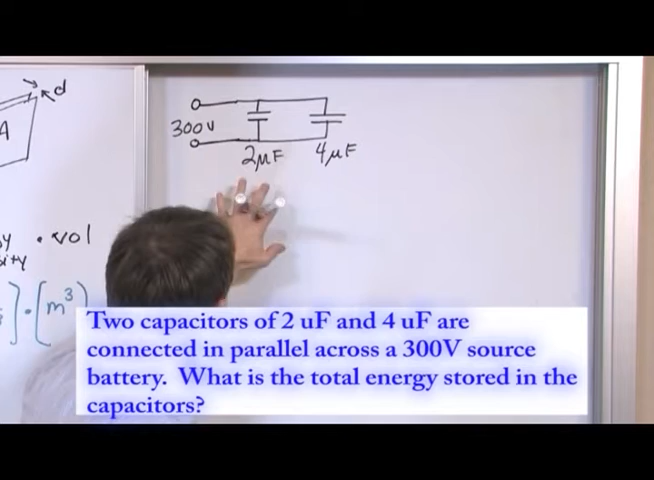 d
A
300V
2μF 4μF
· vol
sity
] · [m³]
Two capacitors of 2 uF and 4 uF are
connected in parallel across a 300V source
battery. What is the total energy stored in the
capacitors?